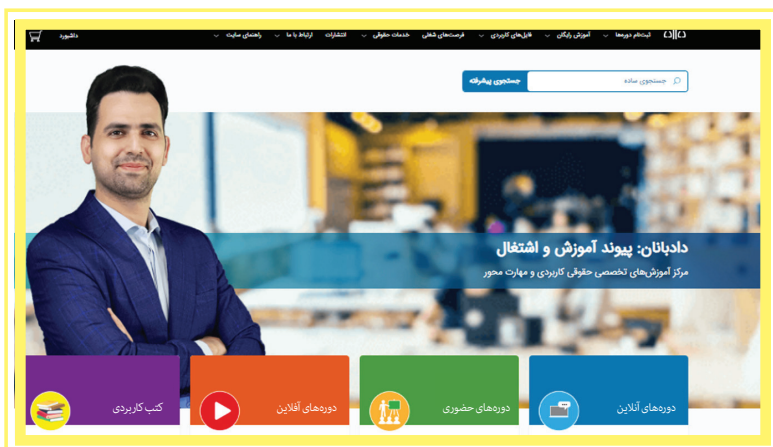 ثبت‌نام دوره‌ها آموزش رایگان فایل‌های کاربردی فرصت‌های شغلی خدمات حقوقی انتشارات ارتباط با ما راهنمای سایت داشبورد
جستجوی ساده جستجوی پیشرفته
دادبانان: پیوند آموزش و اشتغال
مرکز آموزش‌های تخصصی حقوقی کاربردی و مهارت محور
دوره‌های آنلاین دوره‌های حضوری دوره‌های آفلاین کتب کاربردی